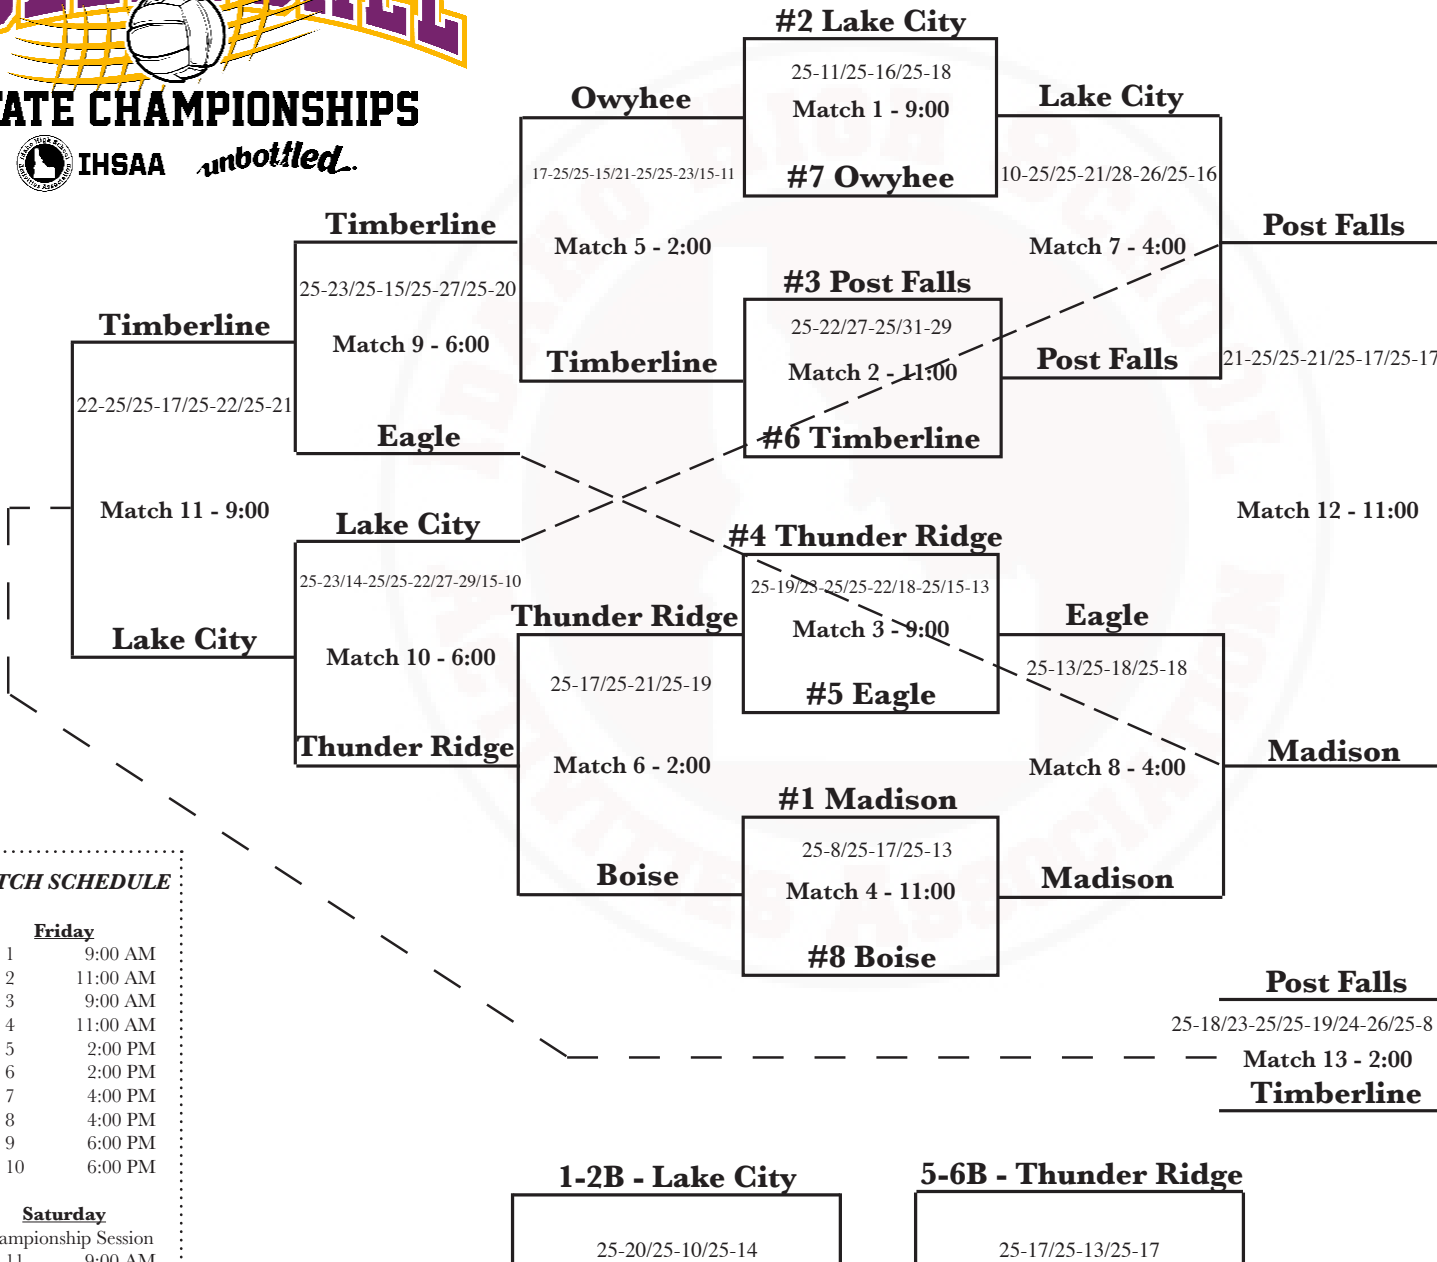 STATE CHAMPIONSHIPS
IHSAA unbottled...
#2 Lake City
25-11/25-16/25-18
Match 1 - 9:00
#7 Owyhee
Owyhee
17-25/25-15/21-25/25-23/15-11
Match 5 - 2:00
Timberline
Lake City
10-25/25-21/28-26/25-16
Match 7 - 4:00
Post Falls
#3 Post Falls
25-22/27-25/31-29
Match 2 - 11:00
#6 Timberline
Timberline
25-23/25-15/25-27/25-20
Match 9 - 6:00
Eagle
Timberline
22-25/25-17/25-22/25-21
Match 11 - 9:00
Lake City
Lake City
25-23/14-25/25-22/27-29/15-10
Match 10 - 6:00
Thunder Ridge
Post Falls
21-25/25-21/25-17/25-17
Match 12 - 11:00
Madison
#4 Thunder Ridge
25-19/23-25/25-22/18-25/15-13
Match 3 - 9:00
#5 Eagle
Thunder Ridge
25-17/25-21/25-19
Match 6 - 2:00
Boise
Eagle
25-13/25-18/25-18
Match 8 - 4:00
Madison
#1 Madison
25-8/25-17/25-13
Match 4 - 11:00
#8 Boise
Post Falls
25-18/23-25/25-19/24-26/25-8
Match 13 - 2:00
Timberline
TCH SCHEDULE
Friday
1 9:00 AM
2 11:00 AM
3 9:00 AM
4 11:00 AM
5 2:00 PM
6 2:00 PM
7 4:00 PM
8 4:00 PM
9 6:00 PM
10 6:00 PM
Saturday
ampionship Session
11 9:00 AM
1-2B - Lake City
25-20/25-10/25-14
5-6B - Thunder Ridge
25-17/25-13/25-17